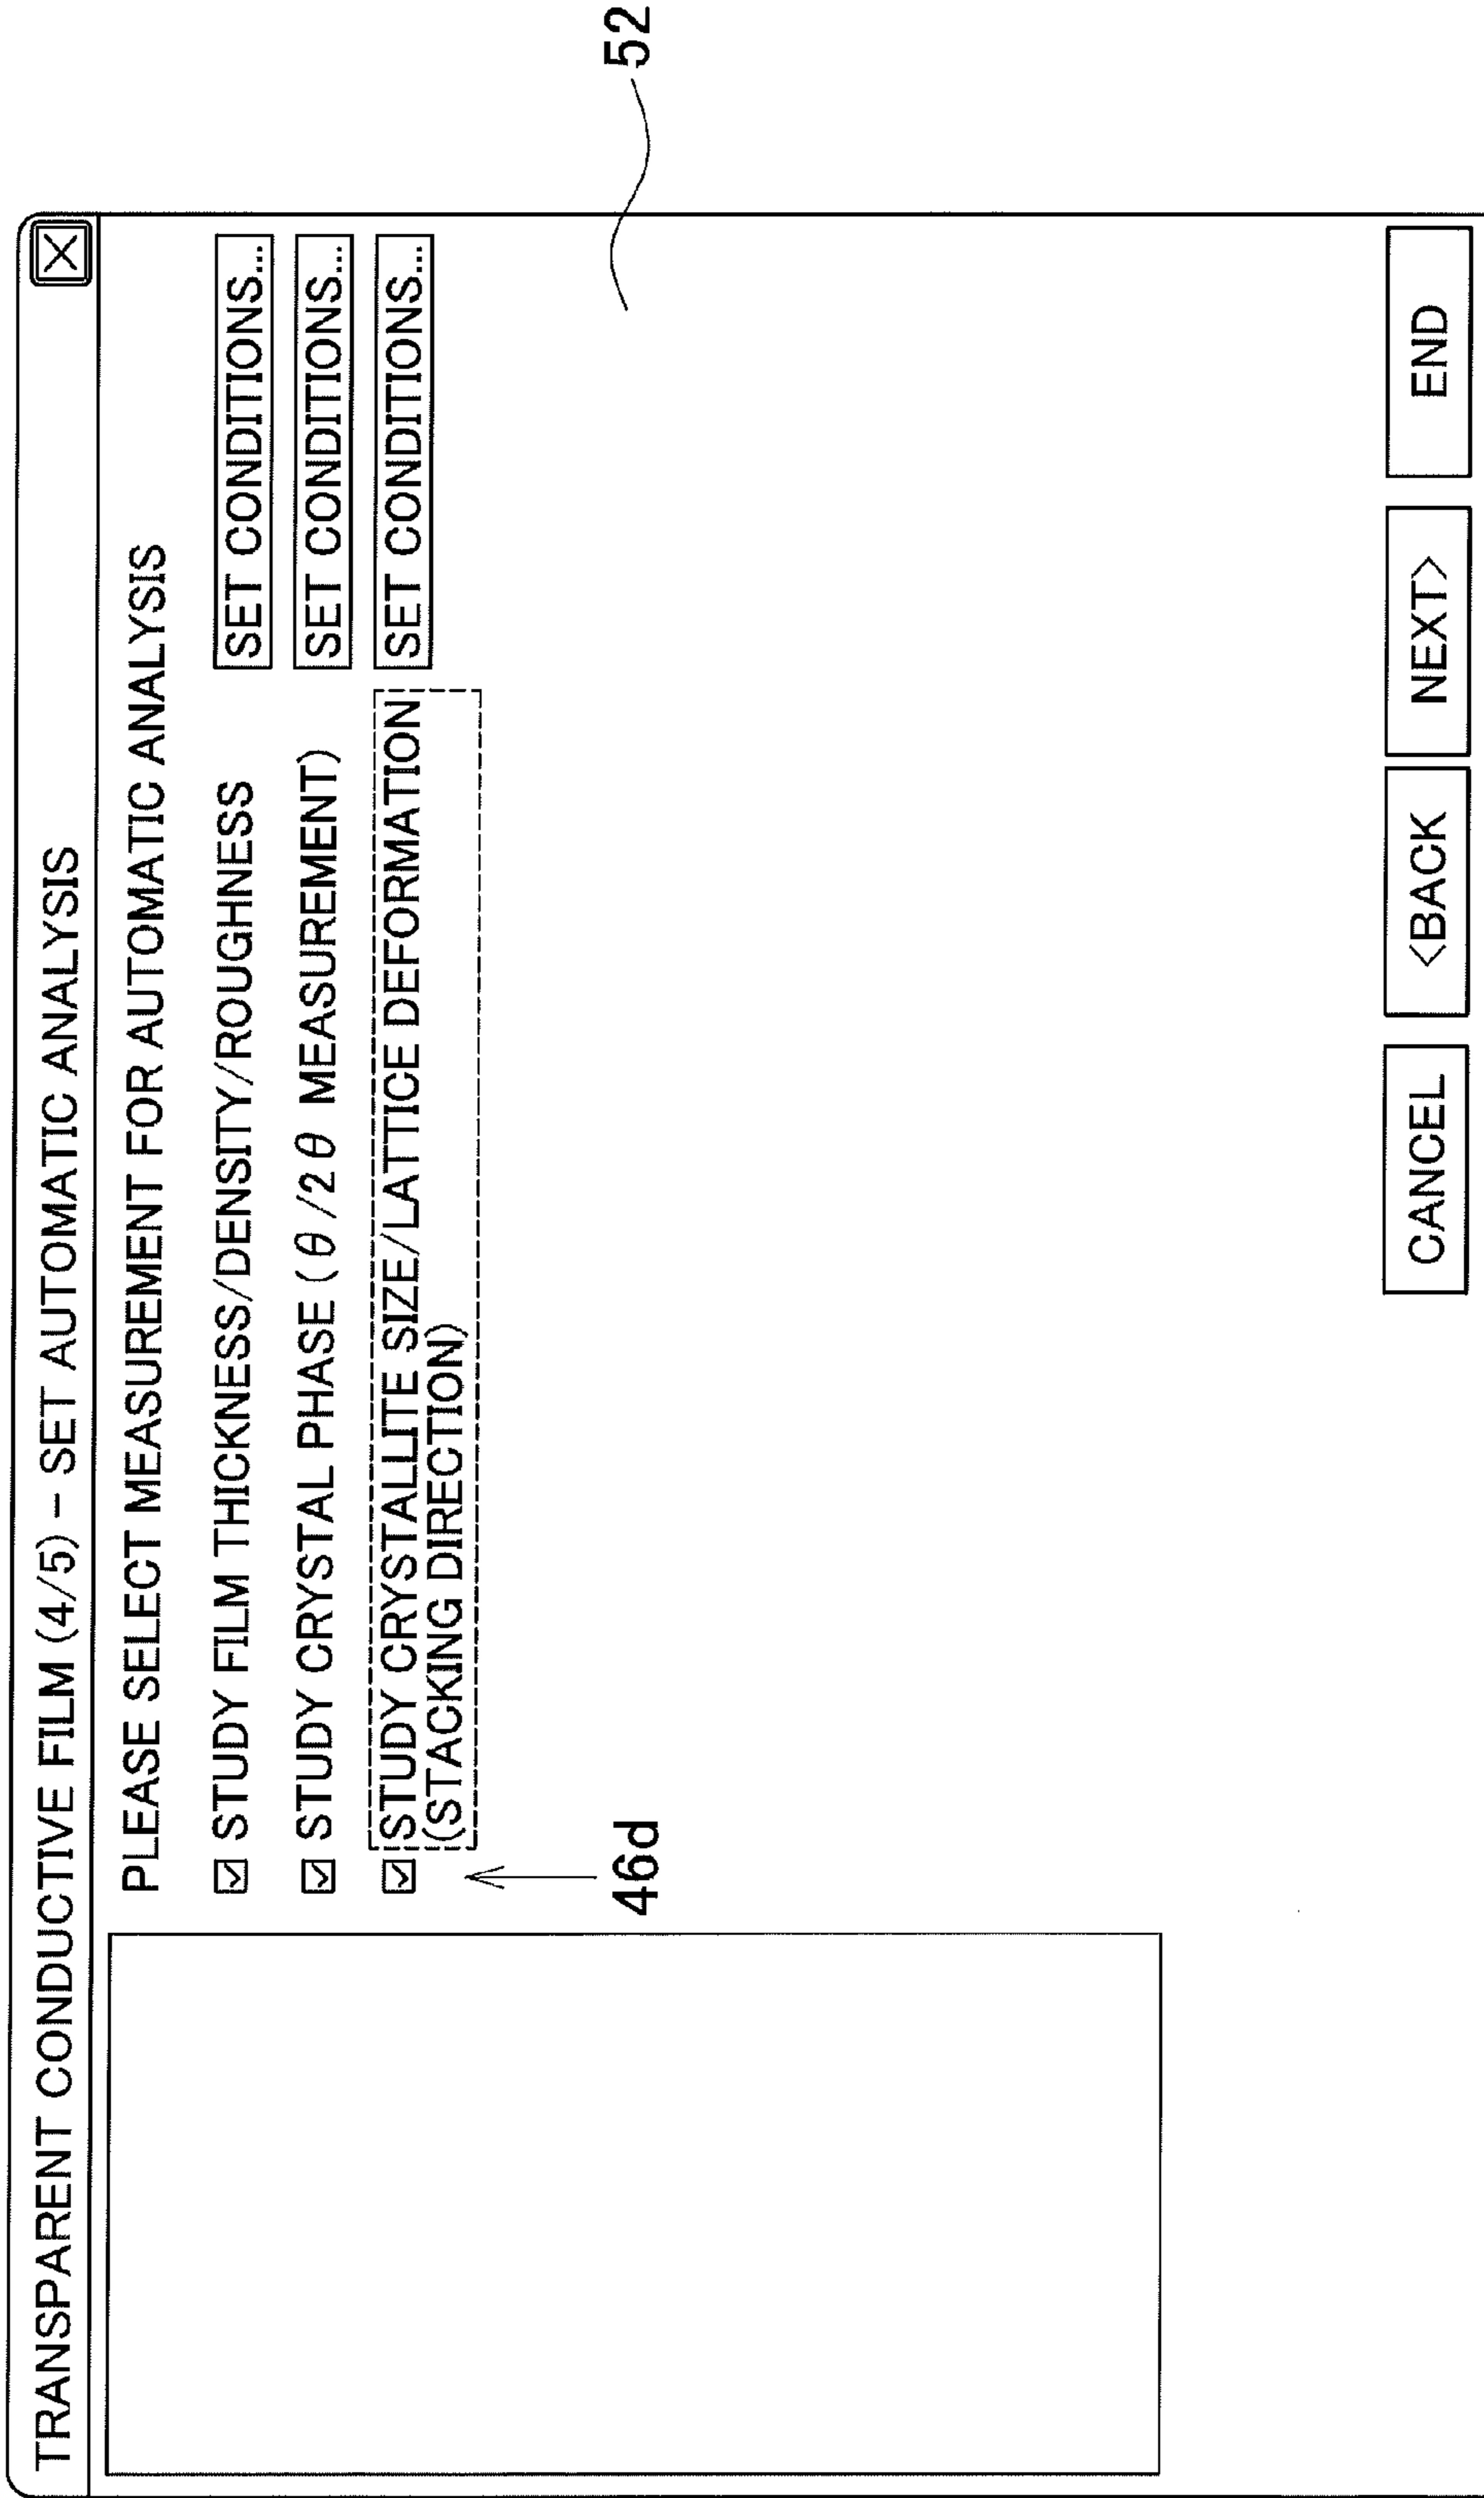 52
TRANSPARENT CONDUCTIVE FILM (4/5) – SET AUTOMATIC ANALYSIS
PLEASE SELECT MEASUREMENT FOR AUTOMATIC ANALYSIS
STUDY FILM THICKNESS/DENSITY/ROUGHNESS SET CONDITIONS...
STUDY CRYSTAL PHASE (θ/2θ MEASUREMENT) SET CONDITIONS...
STUDY CRYSTALLITE SIZE/LATTICE DEFORMATION SET CONDITIONS...
(STACKING DIRECTION)
46d
CANCEL <BACK NEXT> END